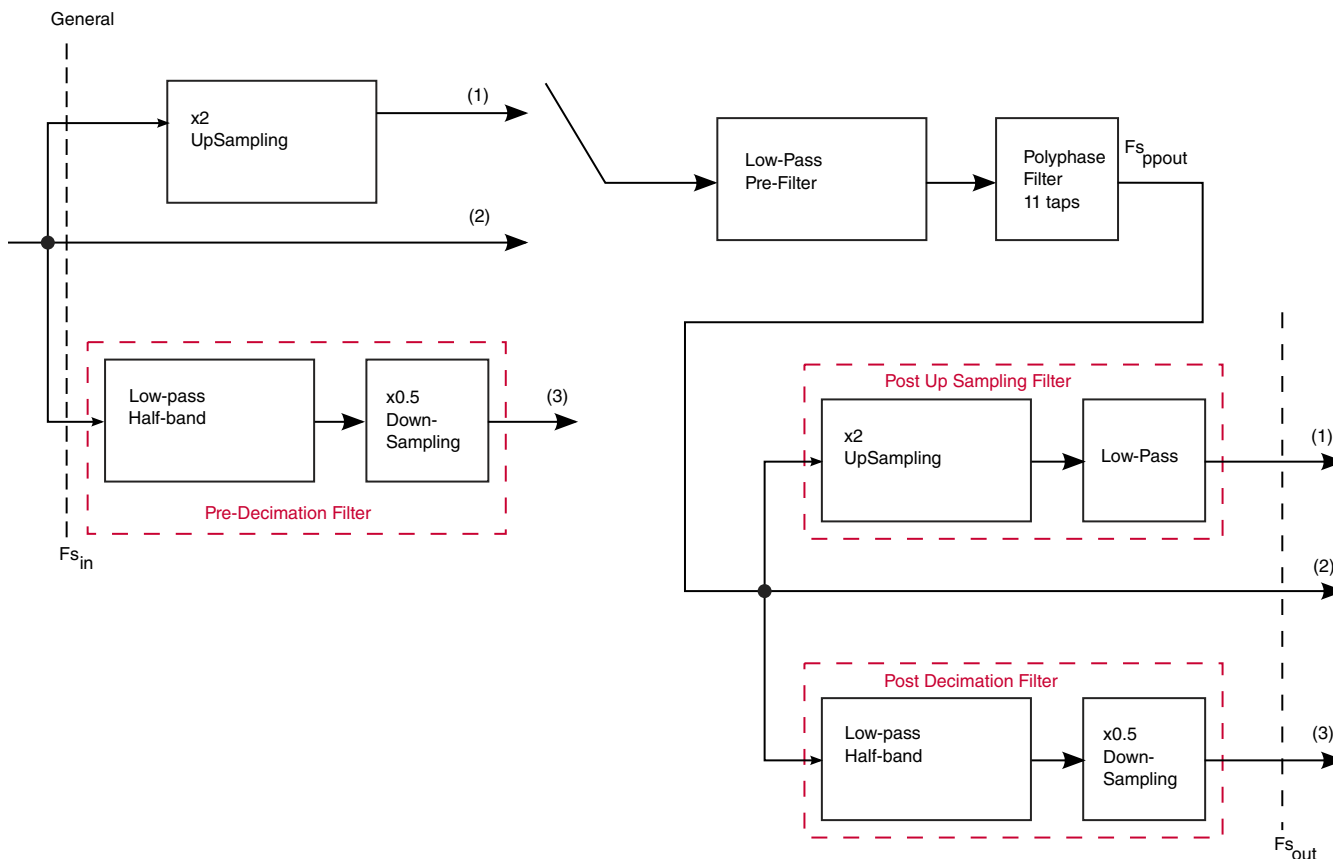 General
x2
UpSampling
(1)
(2)
Low-Pass
Pre-Filter
Polyphase
Filter
11 taps
Fsppout
Low-pass
Half-band
x0.5
Down-
Sampling
(3)
Pre-Decimation Filter
Fsin
Post Up Sampling Filter
x2
UpSampling
Low-Pass
(1)
(2)
Post Decimation Filter
Low-pass
Half-band
x0.5
Down-
Sampling
(3)
Fsout